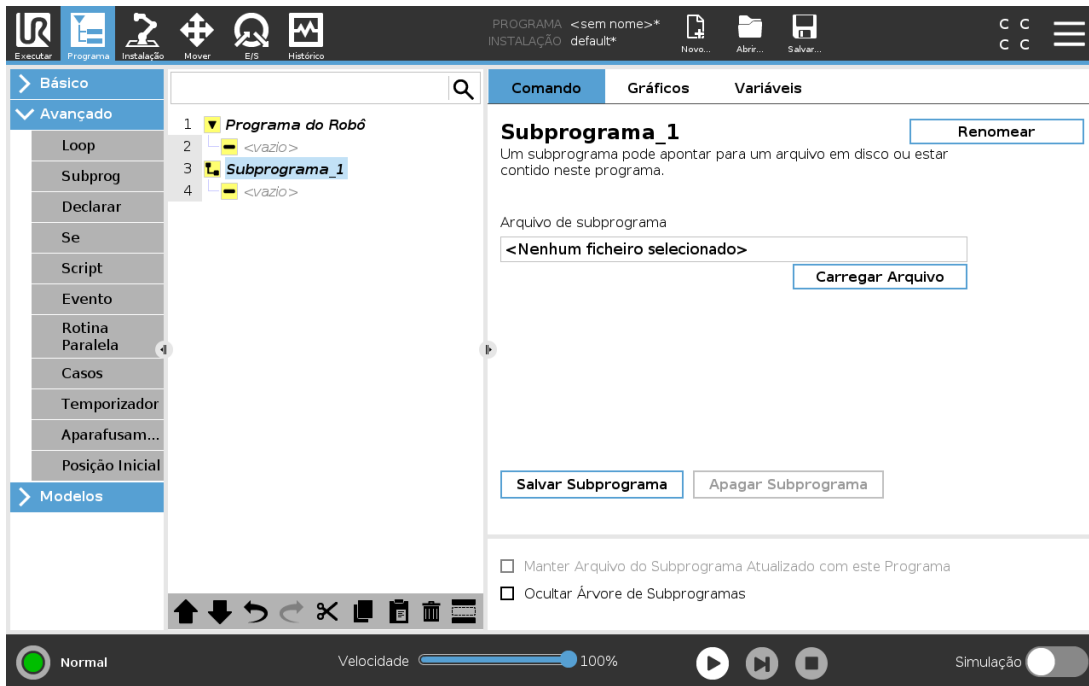 PROGRAMA <sem nome>*
INSTALAÇÃO default*
C C
C C
Executar Programa Instalação Mover E/S Histórico Novo... Abrir... Salvar...
Básico
Avançado
Loop
Subprog
Declarar
Se
Script
Evento
Rotina
Paralela
Casos
Temporizador
Aparafusam...
Posição Inicial
Modelos
1 Programa do Robô
2 <vazio>
3 Subprograma_1
4 <vazio>
Comando Gráficos Variáveis
Subprograma_1
Renomear
Um subprograma pode apontar para um arquivo em disco ou estar
contido neste programa.
Arquivo de subprograma
<Nenhum ficheiro selecionado>
Carregar Arquivo
Salvar Subprograma Apagar Subprograma
Manter Arquivo do Subprograma Atualizado com este Programa
Ocultar Árvore de Subprogramas
Normal Velocidade 100% Simulação